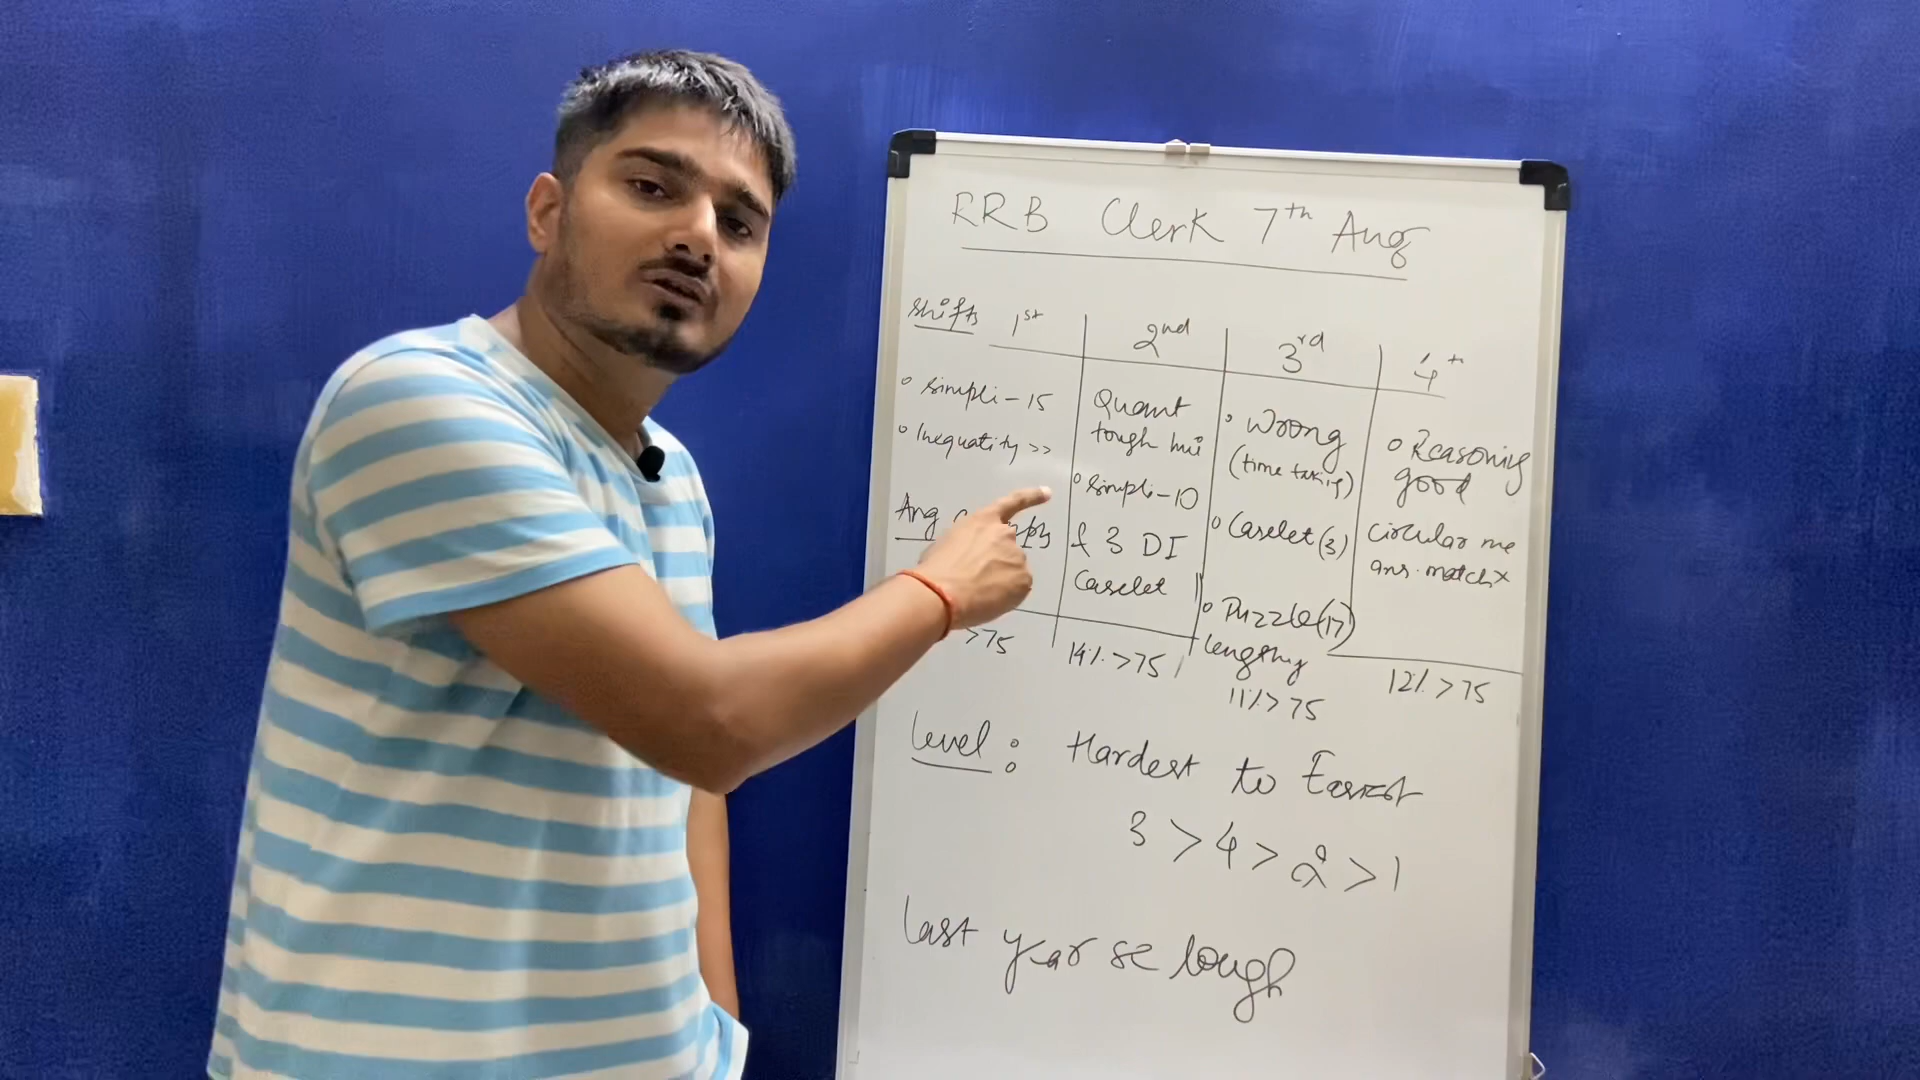 RRB Clerk 7th Aug
Shifts 1st 2nd 3rd 4th
Simpli-15
Inequality >>
Avg
>75
Quant
tough hui
Simpli-10
& 3 DI
Caselet
14% >75
Wrong
(time taking)
Caselet (3)
Puzzle (17)
lengthy
11% >75
Reasoning
good
Circular me
ans. match x
12% >75
Level : Hardest to Easiest
3 > 4 > 2 > 1
last year se tough